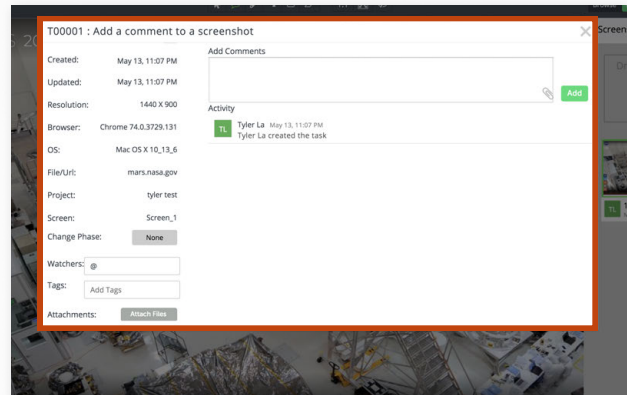 T00001 : Add a comment to a screenshot
Created: May 13, 11:07 PM
Updated: May 13, 11:07 PM
Resolution: 1440 X 900
Browser: Chrome 74.0.3729.131
OS: Mac OS X 10_13_6
File/Url: mars.nasa.gov
Project: tyler test
Screen: Screen_1
Change Phase: None
Watchers: @
Tags: Add Tags
Attachments: Attach Files
Add Comments
Add
Activity
TL Tyler La May 13, 11:07 PM
Tyler La created the task
Screen
TL